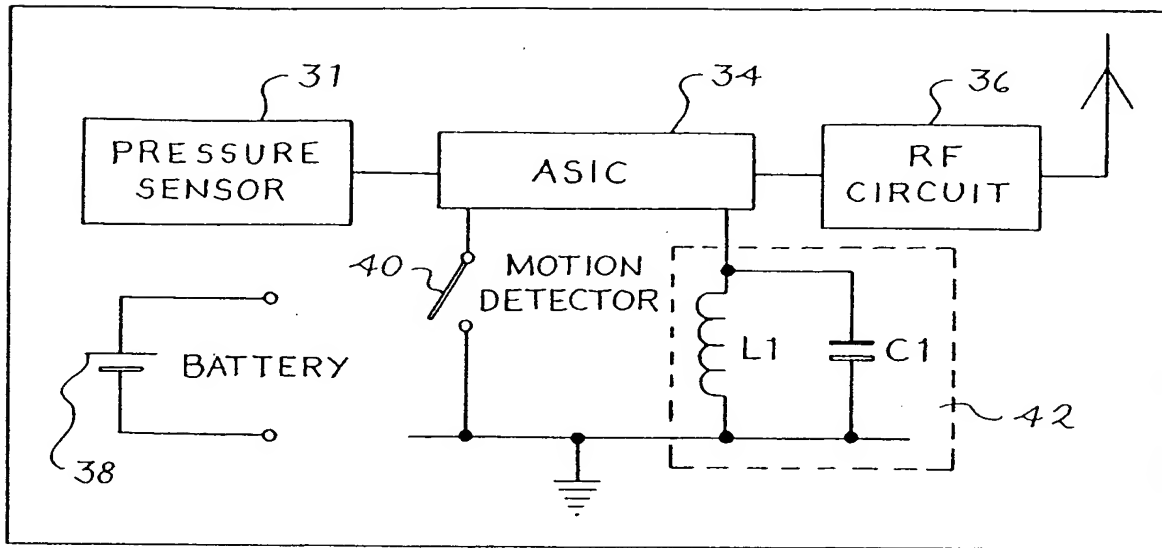 31
34
36
PRESSURE
SENSOR
ASIC
RF
CIRCUIT
40
MOTION
DETECTOR
BATTERY
L1
C1
38
42